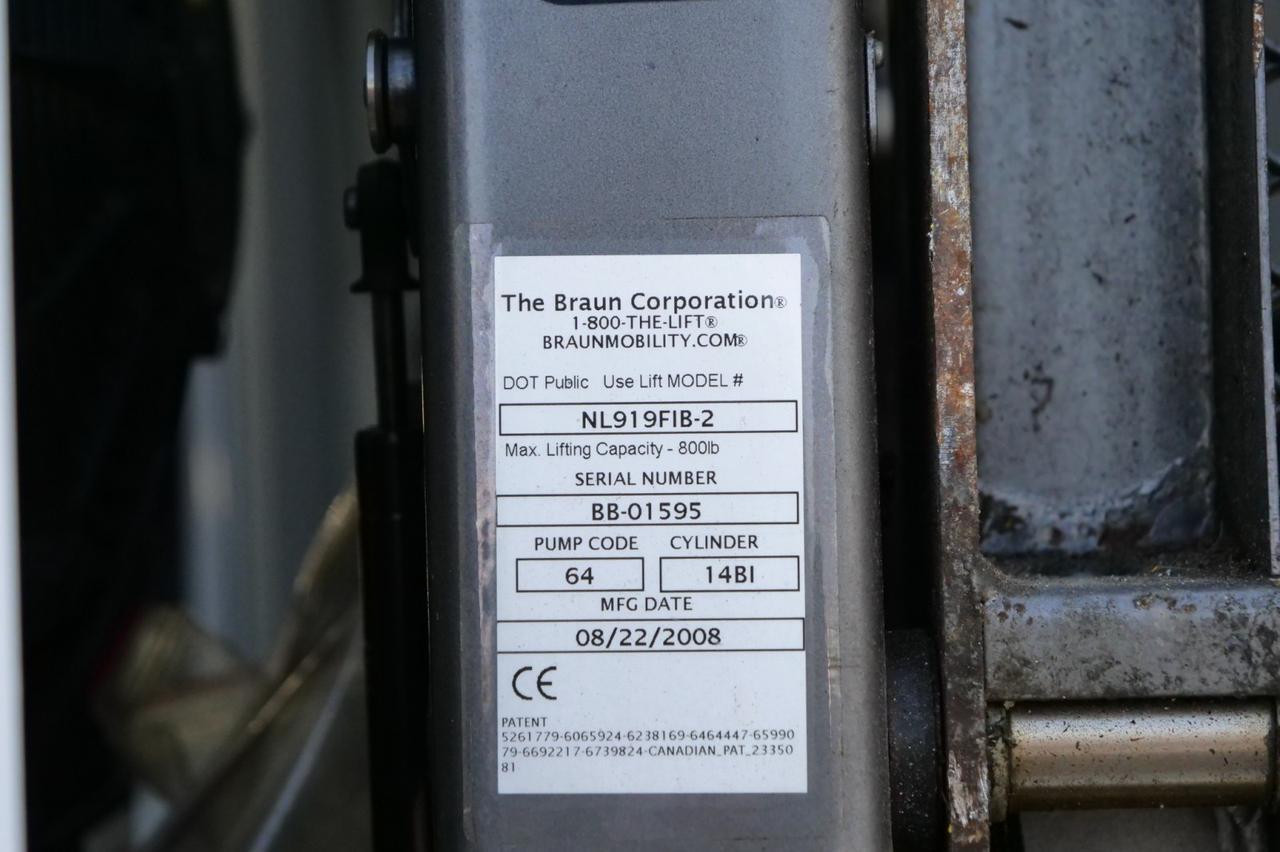 The Braun Corporation®
1-800-THE-LIFT®
BRAUNMOBILITY.COM®
DOT Public Use Lift MODEL #
NL919FIB-2
Max. Lifting Capacity - 800lb
SERIAL NUMBER
BB-01595
PUMP CODE CYLINDER
64 14BI
MFG DATE
08/22/2008
CE
PATENT
5261779-6065924-6238169-6464447-65990
79-6692217-6739824-CANADIAN_PAT_23350
81